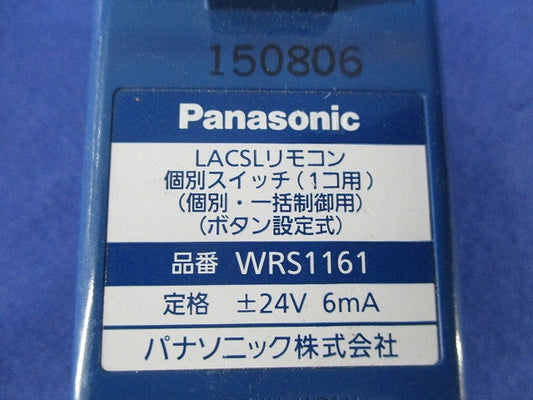 150806
Panasonic
LACSLリモコン
個別スイッチ(1コ用)
(個別・一括制御用)
(ボタン設定式)
品番 WRS1161
定格 ±24V 6mA
パナソニック株式会社